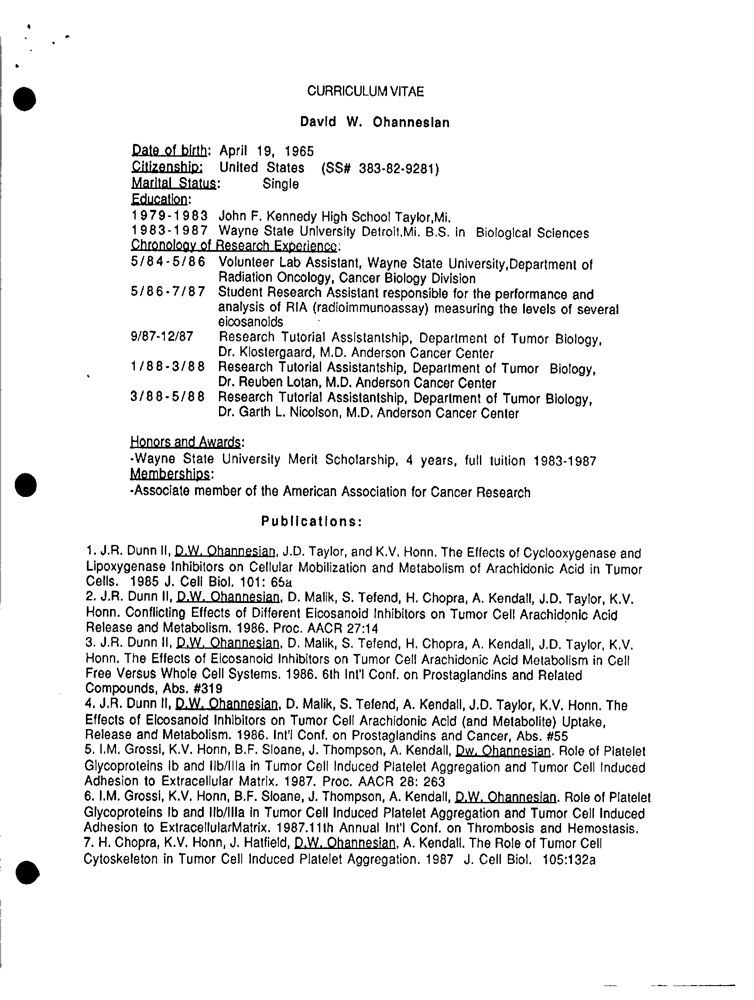 CURRICULUM VITAE
David W. Ohannesian
Date of birth: April 19, 1965
Citizenship: United States (SS# 383-82-9281)
Marital Status: Single
Education:
1979-1983 John F. Kennedy High School Taylor,Mi.
1983-1987 Wayne State University Detroit,Mi. B.S. in Biological Sciences
Chronology of Research Experience:
5/84-5/86 Volunteer Lab Assistant, Wayne State University,Department of
Radiation Oncology, Cancer Biology Division
5/86-7/87 Student Research Assistant responsible for the performance and
analysis of RIA (radioimmunoassay) measuring the levels of several
eicosanoids
9/87-12/87 Research Tutorial Assistantship, Department of Tumor Biology,
Dr. Klostergaard, M.D. Anderson Cancer Center
1/88-3/88 Research Tutorial Assistantship, Department of Tumor Biology,
Dr. Reuben Lotan, M.D. Anderson Cancer Center
3/88-5/88 Research Tutorial Assistantship, Department of Tumor Biology,
Dr. Garth L. Nicolson, M.D. Anderson Cancer Center
Honors and Awards:
-Wayne State University Merit Scholarship, 4 years, full tuition 1983-1987
Memberships:
-Associate member of the American Association for Cancer Research
Publications:
1. J.R. Dunn II, D.W. Ohannesian, J.D. Taylor, and K.V. Honn. The Effects of Cyclooxygenase and
Lipoxygenase Inhibitors on Cellular Mobilization and Metabolism of Arachidonic Acid in Tumor
Cells. 1985 J. Cell Biol. 101: 65a
2. J.R. Dunn II, D.W. Ohannesian, D. Malik, S. Tefend, H. Chopra, A. Kendall, J.D. Taylor, K.V.
Honn. Conflicting Effects of Different Eicosanoid Inhibitors on Tumor Cell Arachidonic Acid
Release and Metabolism. 1986. Proc. AACR 27:14
3. J.R. Dunn II, D.W. Ohannesian, D. Malik, S. Tefend, H. Chopra, A. Kendall, J.D. Taylor, K.V.
Honn. The Effects of Eicosanoid Inhibitors on Tumor Cell Arachidonic Acid Metabolism in Cell
Free Versus Whole Cell Systems. 1986. 6th Int'l Conf. on Prostaglandins and Related
Compounds, Abs. #319
4. J.R. Dunn II, D.W. Ohannesian, D. Malik, S. Tefend, A. Kendall, J.D. Taylor, K.V. Honn. The
Effects of Eicosanoid Inhibitors on Tumor Cell Arachidonic Acid (and Metabolite) Uptake,
Release and Metabolism. 1986. Int'l Conf. on Prostaglandins and Cancer, Abs. #55
5. I.M. Grossi, K.V. Honn, B.F. Sloane, J. Thompson, A. Kendall, Dw. Ohannesian. Role of Platelet
Glycoproteins Ib and IIb/IIIa in Tumor Cell Induced Platelet Aggregation and Tumor Cell Induced
Adhesion to Extracellular Matrix. 1987. Proc. AACR 28: 263
6. I.M. Grossi, K.V. Honn, B.F. Sloane, J. Thompson, A. Kendall, D.W. Ohannesian. Role of Platelet
Glycoproteins Ib and IIb/IIIa in Tumor Cell Induced Platelet Aggregation and Tumor Cell Induced
Adhesion to ExtracellularMatrix. 1987.11th Annual Int'l Conf. on Thrombosis and Hemostasis.
7. H. Chopra, K.V. Honn, J. Hatfield, D.W. Ohannesian, A. Kendall. The Role of Tumor Cell
Cytoskeleton in Tumor Cell Induced Platelet Aggregation. 1987 J. Cell Biol. 105:132a